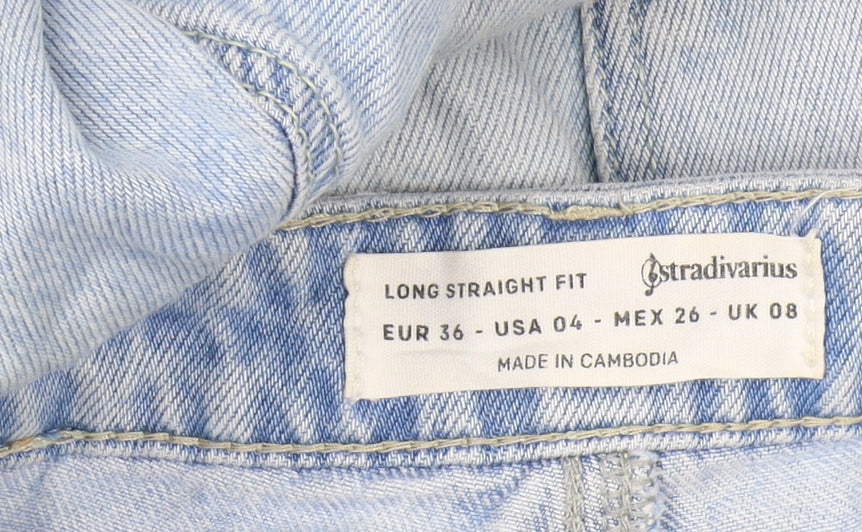 LONG STRAIGHT FIT stradivarius
EUR 36 - USA 04 - MEX 26 - UK 08
MADE IN CAMBODIA